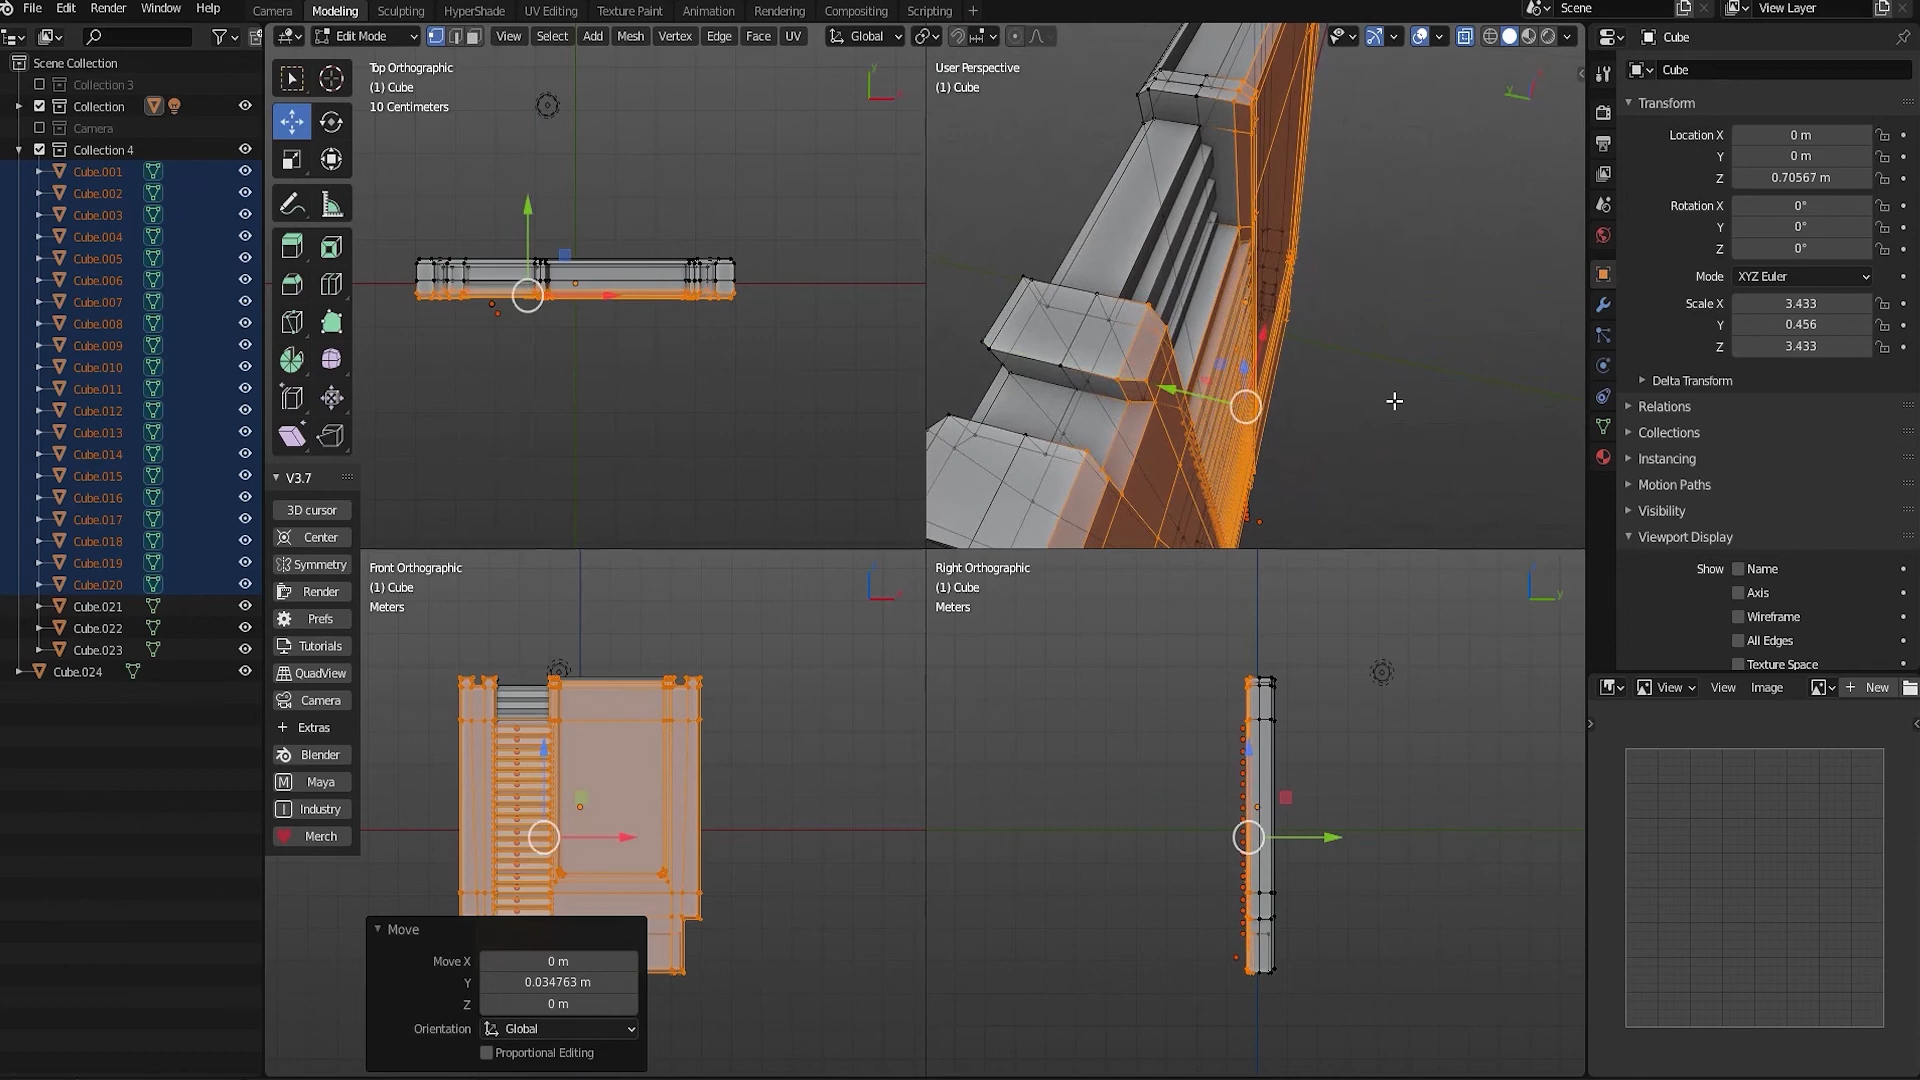 File Edit Render Window Help Camera Modeling Sculpting HyperShade UV Editing Texture Paint Animation Rendering Compositing Scripting + Scene View Layer
Edit Mode View Select Add Mesh Vertex Edge Face UV Global Cube
Scene Collection
Collection 3
Collection
Camera
Collection 4
Cube.001
Cube.002
Cube.003
Cube.004
Cube.005
Cube.006
Cube.007
Cube.008
Cube.009
Cube.010
Cube.011
Cube.012
Cube.013
Cube.014
Cube.015
Cube.016
Cube.017
Cube.018
Cube.019
Cube.020
Cube.021
Cube.022
Cube.023
Cube.024
V3.7
3D cursor
Center
Symmetry
Render
Prefs
Tutorials
QuadView
Camera
+ Extras
Blender
M Maya
I Industry
Merch
Top Orthographic
(1) Cube
10 Centimeters
y
User Perspective
(1) Cube
y
Front Orthographic
(1) Cube
Meters
Right Orthographic
(1) Cube
Meters
y
Move
Move X 0 m
Y 0.034763 m
Z 0 m
Orientation Global
Proportional Editing
Cube
Transform
Location X 0 m
Y 0 m
Z 0.70567 m
Rotation X 0°
Y 0°
Z 0°
Mode XYZ Euler
Scale X 3.433
Y 0.456
Z 3.433
Delta Transform
Relations
Collections
Instancing
Motion Paths
Visibility
Viewport Display
Show Name
Axis
Wireframe
All Edges
Texture Space
View View Image + New